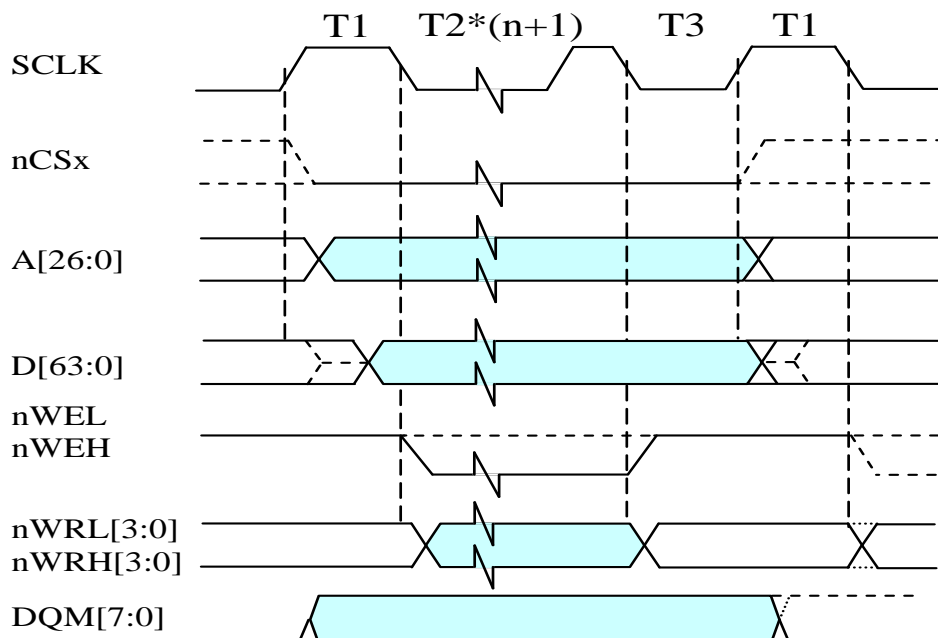 T1 T2*(n+1) T3 T1
SCLK
nCSx
A[26:0]
D[63:0]
nWEL
nWEH
nWRL[3:0]
nWRH[3:0]
DQM[7:0]